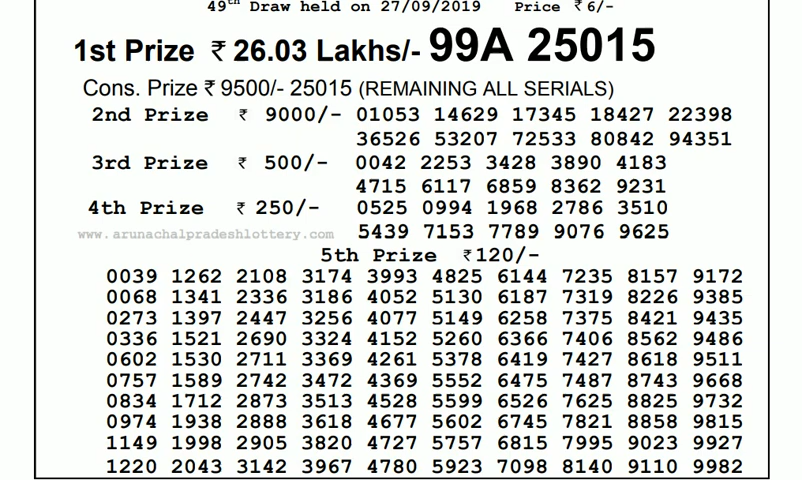 49th Draw held on 27/09/2019 Price ₹6/-
1st Prize ₹26.03 Lakhs/- 99A 25015
Cons. Prize ₹9500/- 25015 (REMAINING ALL SERIALS)
2nd Prize ₹ 9000/- 01053 14629 17345 18427 22398
36526 53207 72533 80842 94351
3rd Prize ₹ 500/- 0042 2253 3428 3890 4183
4715 6117 6859 8362 9231
4th Prize ₹250/- 0525 0994 1968 2786 3510
www.arunachalpradeshlottery.com 5439 7153 7789 9076 9625
5th Prize ₹120/-
0039 1262 2108 3174 3993 4825 6144 7235 8157 9172
0068 1341 2336 3186 4052 5130 6187 7319 8226 9385
0273 1397 2447 3256 4077 5149 6258 7375 8421 9435
0336 1521 2690 3324 4152 5260 6366 7406 8562 9486
0602 1530 2711 3369 4261 5378 6419 7427 8618 9511
0757 1589 2742 3472 4369 5552 6475 7487 8743 9668
0834 1712 2873 3513 4528 5599 6526 7625 8825 9732
0974 1938 2888 3618 4677 5602 6745 7821 8858 9815
1149 1998 2905 3820 4727 5757 6815 7995 9023 9927
1220 2043 3142 3967 4780 5923 7098 8140 9110 9982